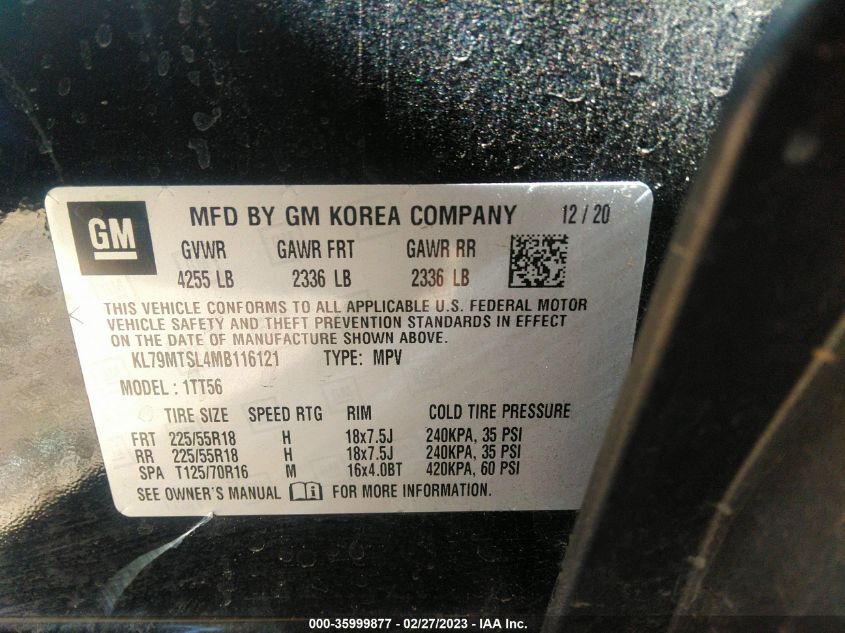 GM MFD BY GM KOREA COMPANY 12/20
GVWR GAWR FRT GAWR RR
4255 LB 2336 LB 2336 LB
THIS VEHICLE CONFORMS TO ALL APPLICABLE U.S. FEDERAL MOTOR
VEHICLE SAFETY AND THEFT PREVENTION STANDARDS IN EFFECT
ON THE DATE OF MANUFACTURE SHOWN ABOVE.
KL79MTSL4MB116121 TYPE: MPV
MODEL: 1TT56
TIRE SIZE SPEED RTG RIM COLD TIRE PRESSURE
FRT 225/55R18 H 18x7.5J 240KPA, 35 PSI
RR 225/55R18 H 18x7.5J 240KPA, 35 PSI
SPA T125/70R16 M 16x4.0BT 420KPA, 60 PSI
SEE OWNER'S MANUAL i FOR MORE INFORMATION.
000-35999877 - 02/27/2023 - IAA Inc.